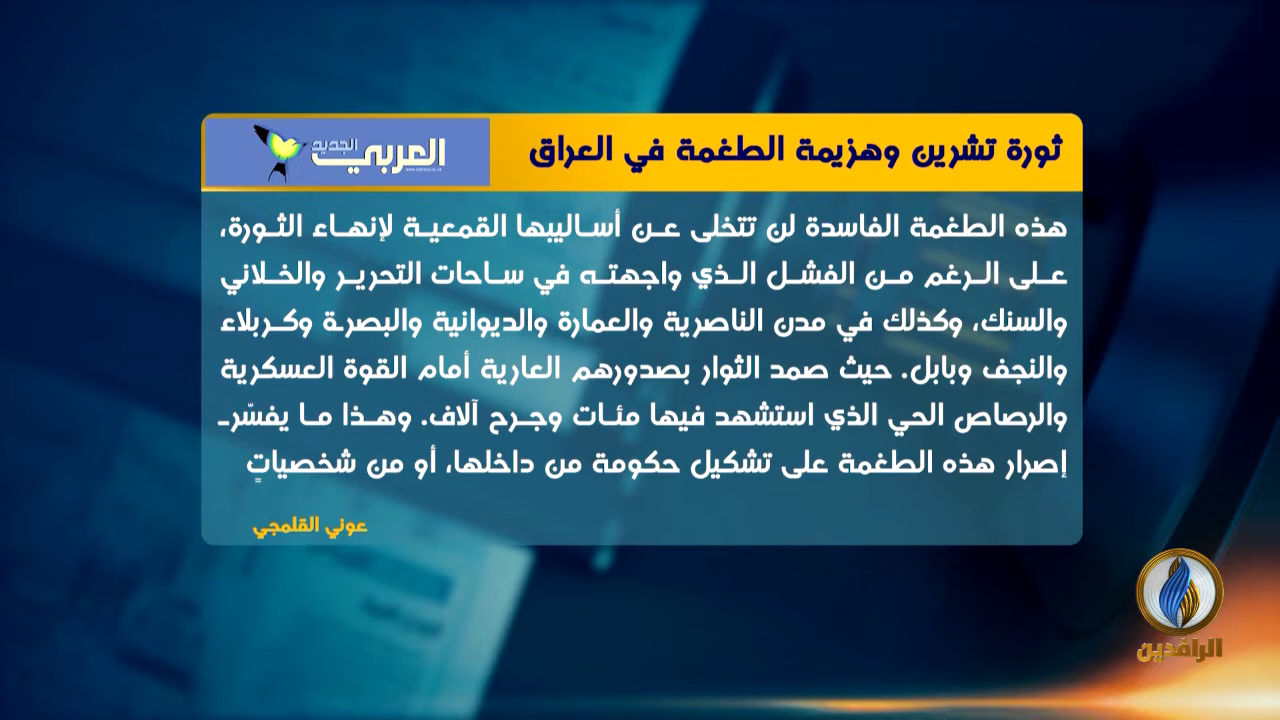 ثورة تشرين وهزيمة الطغمة في العراق
العربي الجديد
هذه الطغمة الفاسدة لن تتخلى عن أساليبها القمعية لإنهاء الثورة،
على الرغم من الفشل الذي واجهته في ساحات التحرير والخلاني
والسنك، وكذلك في مدن الناصرية والعمارة والديوانية والبصرة وكربلاء
والنجف وبابل. حيث صمد الثوار بصدورهم العارية أمام القوة العسكرية
والرصاص الحي الذي استشهد فيها مئات وجرح آلاف. وهذا ما يفسّر
إصرار هذه الطغمة على تشكيل حكومة من داخلها، أو من شخصياتٍ
عوني القلمجي
الرافدين